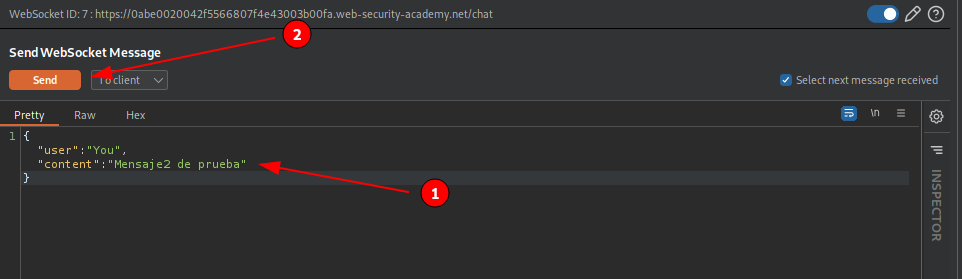 WebSocket ID: 7 : https://0abe0020042f5566807f4e43003b00fa.web-security-academy.net/chat
2
Send WebSocket Message
Send To client Select next message received
Pretty Raw Hex \n
1 {
"user":"You",
"content":"Mensaje2 de prueba"
}
1
INSPECTOR